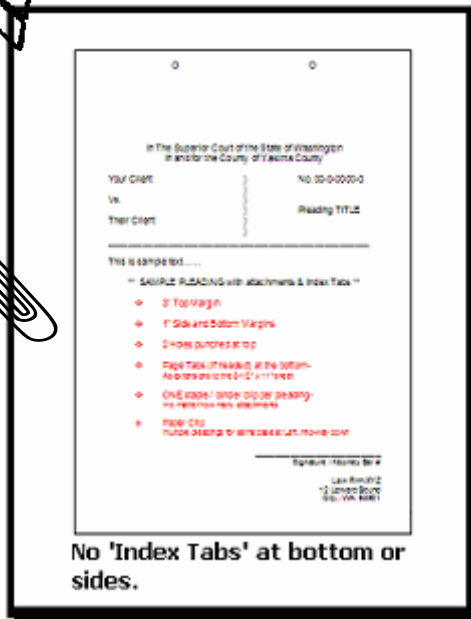 In The Superior Court of the State of Washington
In and for the County of Yakima County
Your Client
No. 00-0-0000-0
Vs.
Pleading TITLE
Their Client
This is sample text......
** SAMPLE PLEADING with attachments & Index Tabs **
3" Top Margin
1" Side and Bottom Margins
2 Holes punched at top
Page Tabs (if needed) at the bottom-
ONE staple / binder clip per pleading-
Paper Clip
Signature / Attorney Bar #
No 'Index Tabs' at bottom or
sides.